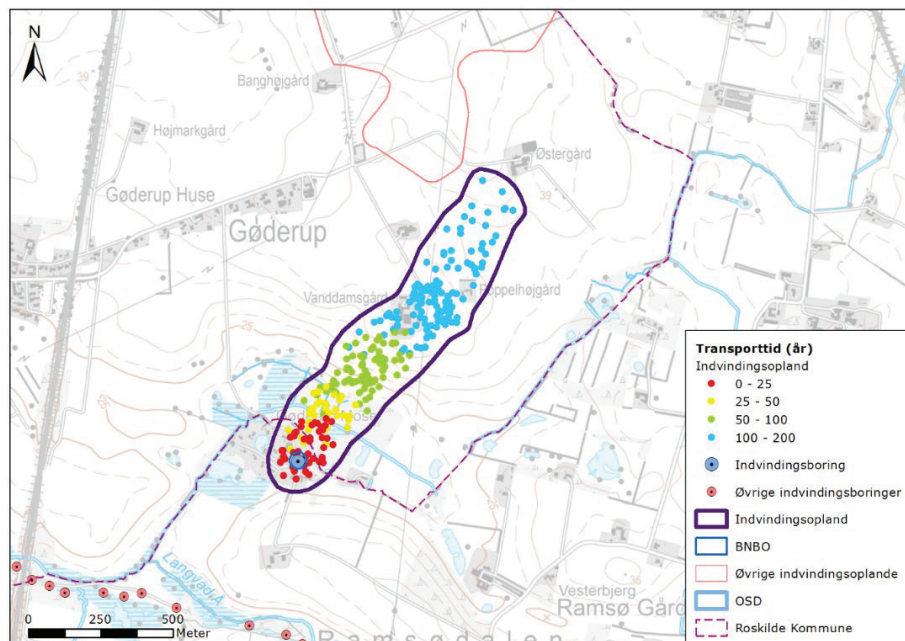 N
39
Banghøjgård
Højmarkgård
Østergård
Gøderup Huse
39
Gøderup
Vanddamsgård
Poppelhøjgård
25
25
Langvad Å
Vesterbjerg
36
Ramsø Gård
Ramsødalen
0 250 500
Meter
Transporttid (år)
Indvindingsopland
0 - 25
25 - 50
50 - 100
100 - 200
Indvindingsboring
Øvrige indvindingsboringer
Indvindingsopland
BNBO
Øvrige indvindingsoplande
OSD
Roskilde Kommune